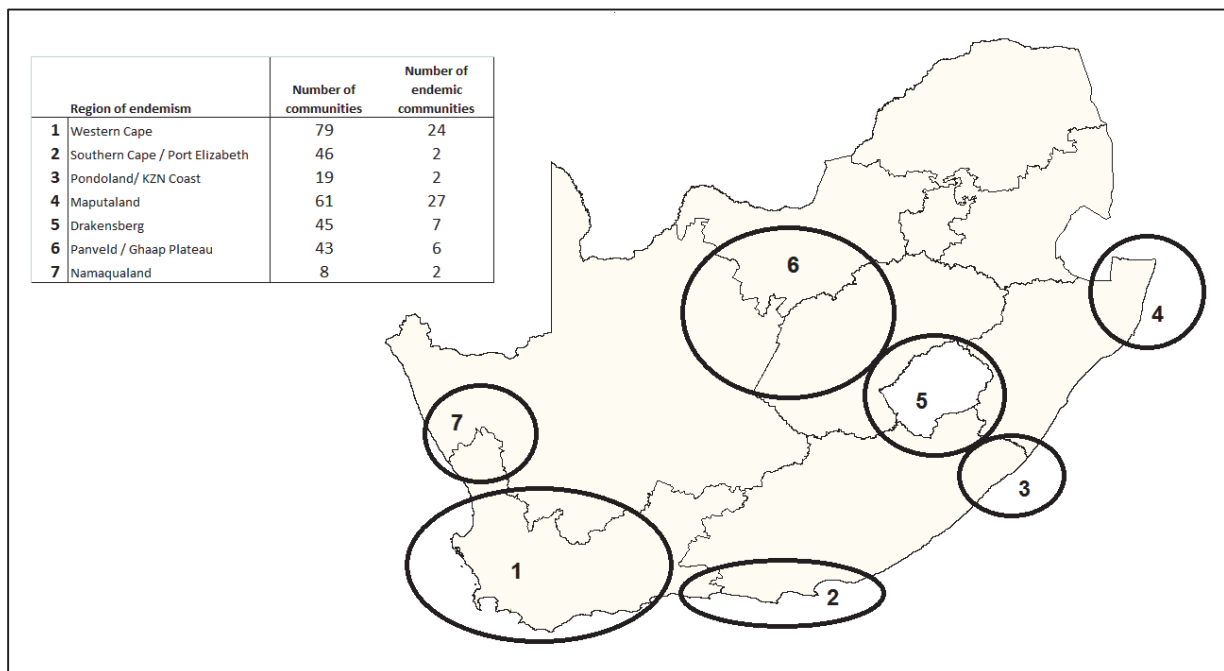 Region of endemism Number of communities Number of endemic communities
1 Western Cape 79 24
2 Southern Cape / Port Elizabeth 46 2
3 Pondoland/ KZN Coast 19 2
4 Maputaland 61 27
5 Drakensberg 45 7
6 Panveld / Ghaap Plateau 43 6
7 Namaqualand 8 2
6
4
5
7
3
1
2